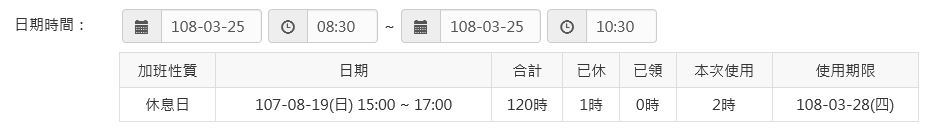 日期時間： 108-03-25 08:30 ~ 108-03-25 10:30
加班性質 日期 合計 已休 已領 本次使用 使用期限
休息日 107-08-19(日) 15:00 ~ 17:00 120時 1時 0時 2時 108-03-28(四)